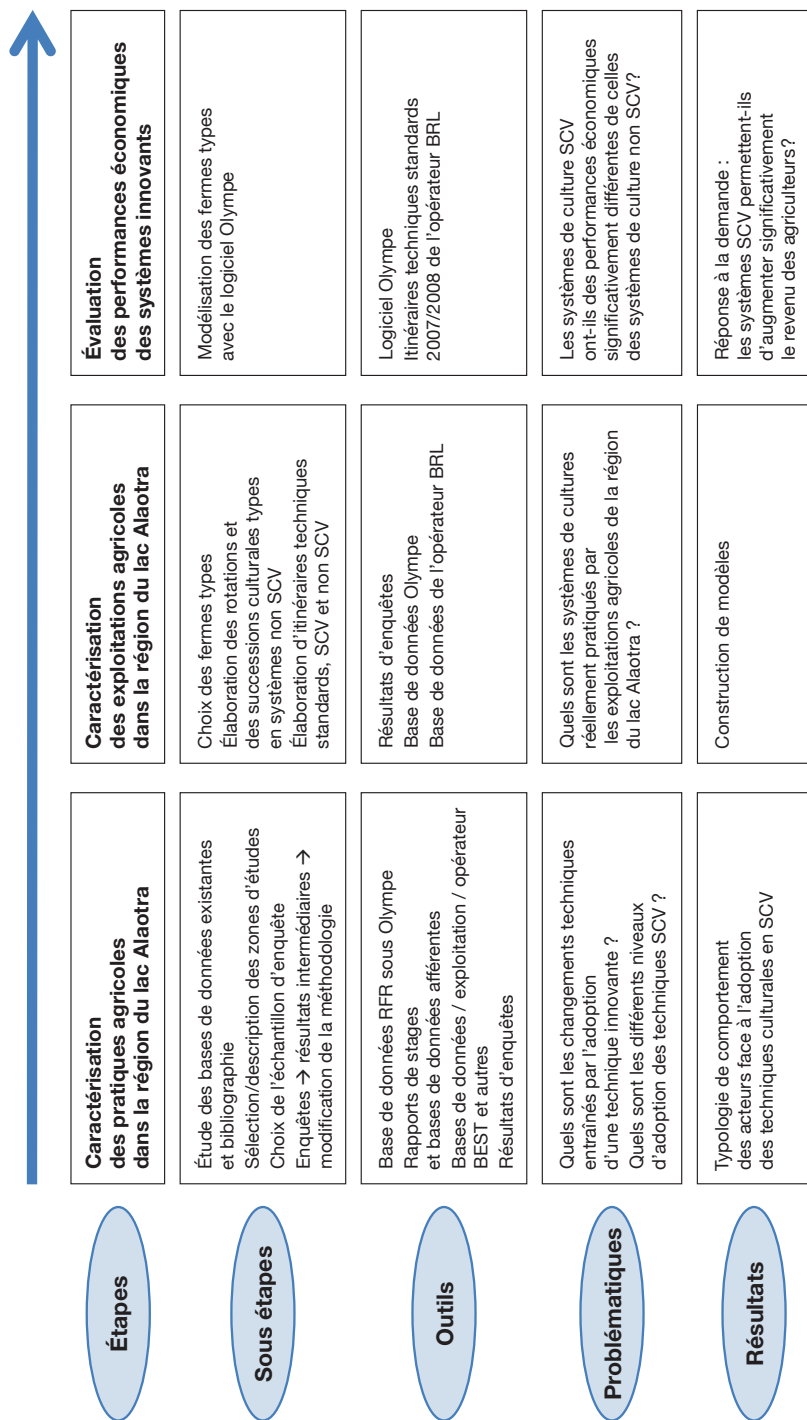 Étapes
Caractérisation
des pratiques agricoles
dans la région du lac Alaotra
Caractérisation
des exploitations agricoles
dans la région du lac Alaotra
Évaluation
des performances économiques
des systèmes innovants
Sous étapes
Étude des bases de données existantes
et bibliographie
Sélection/description des zones d'études
Choix de l'échantillon d'enquête
Enquêtes → résultats intermédiaires →
modification de la méthodologie
Choix des fermes types
Élaboration des rotations et
des successions culturales types
en systèmes non SCV
Élaboration d'itinéraires techniques
standards, SCV et non SCV
Modélisation des fermes types
avec le logiciel Olympe
Outils
Base de données RFR sous Olympe
Rapports de stages
et bases de données afférentes
Bases de données / exploitation / opérateur
BEST et autres
Résultats d'enquêtes
Résultats d'enquêtes
Base de données Olympe
Base de données de l'opérateur BRL
Logiciel Olympe
Itinéraires techniques standards
2007/2008 de l'opérateur BRL
Problématiques
Quels sont les changements techniques
entraînés par l'adoption
d'une technique innovante ?
Quels sont les différents niveaux
d'adoption des techniques SCV ?
Quels sont les systèmes de cultures
réellement pratiqués par
les exploitations agricoles de la région
du lac Alaotra ?
Les systèmes de culture SCV
ont-ils des performances économiques
significativement différentes de celles
des systèmes de culture non SCV?
Résultats
Typologie de comportement
des acteurs face à l'adoption
des techniques culturales en SCV
Construction de modèles
Réponse à la demande :
les systèmes SCV permettent-ils
d'augmenter significativement
le revenu des agriculteurs?